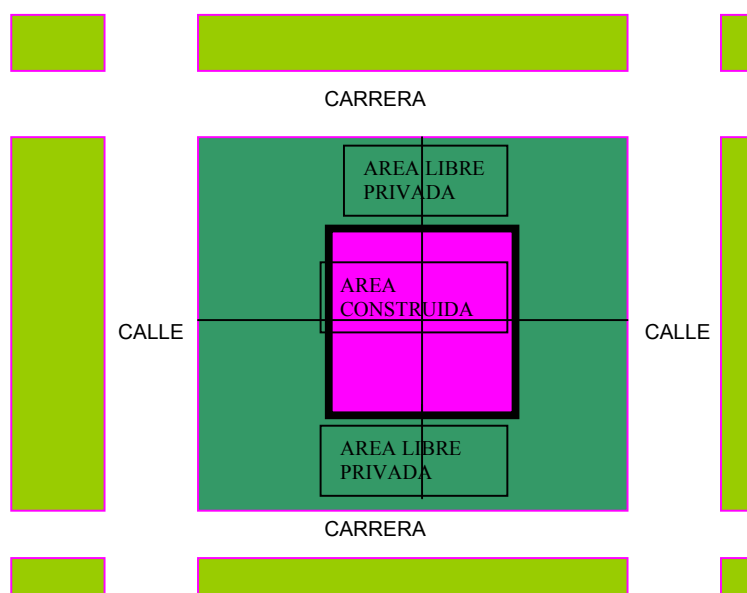 CARRERA
AREA LIBRE
PRIVADA
AREA
CONSTRUIDA
CALLE
CALLE
AREA LIBRE
PRIVADA
CARRERA